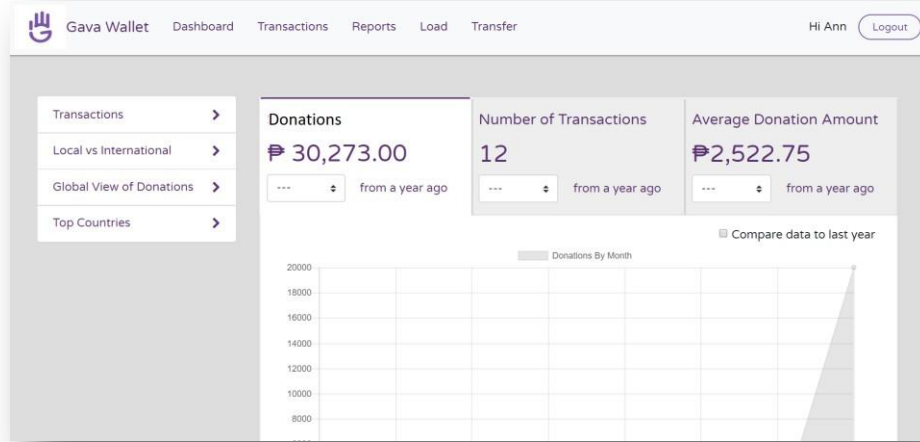 Gava Wallet Dashboard Transactions Reports Load Transfer Hi Ann Logout
Transactions
Local vs International
Global View of Donations
Top Countries
Donations
₱ 30,273.00
--- from a year ago
Number of Transactions
12
--- from a year ago
Average Donation Amount
₱2,522.75
--- from a year ago
Compare data to last year
Donations By Month
20000
18000
16000
14000
12000
10000
8000